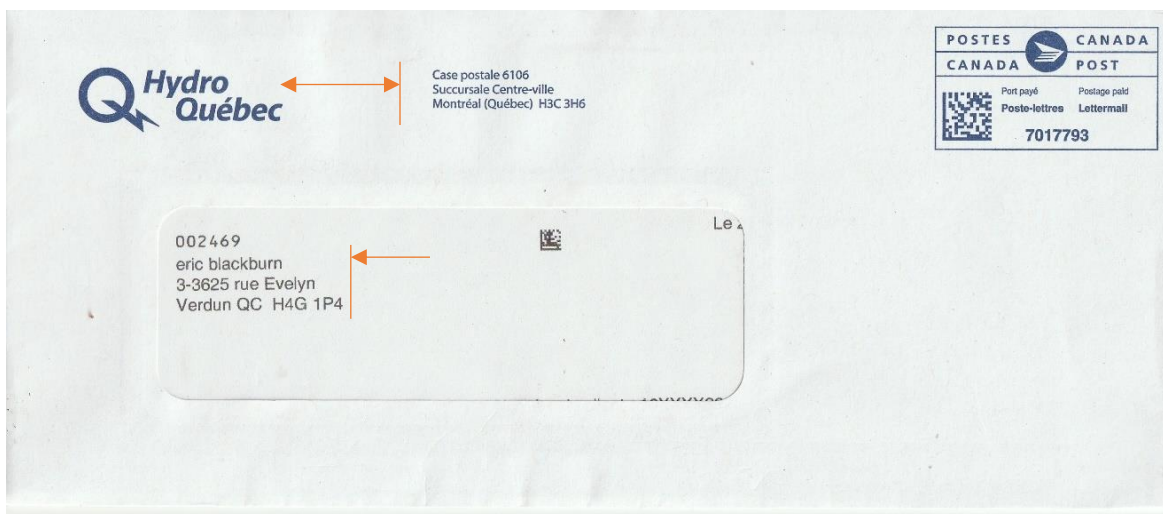 Hydro
Québec
Case postale 6106
Succursale Centre-ville
Montréal (Québec) H3C 3H6
POSTES CANADA
CANADA POST
Port payé Postage paid
Poste-lettres Lettermail
7017793
Le
002469
eric blackburn
3-3625 rue Evelyn
Verdun QC H4G 1P4